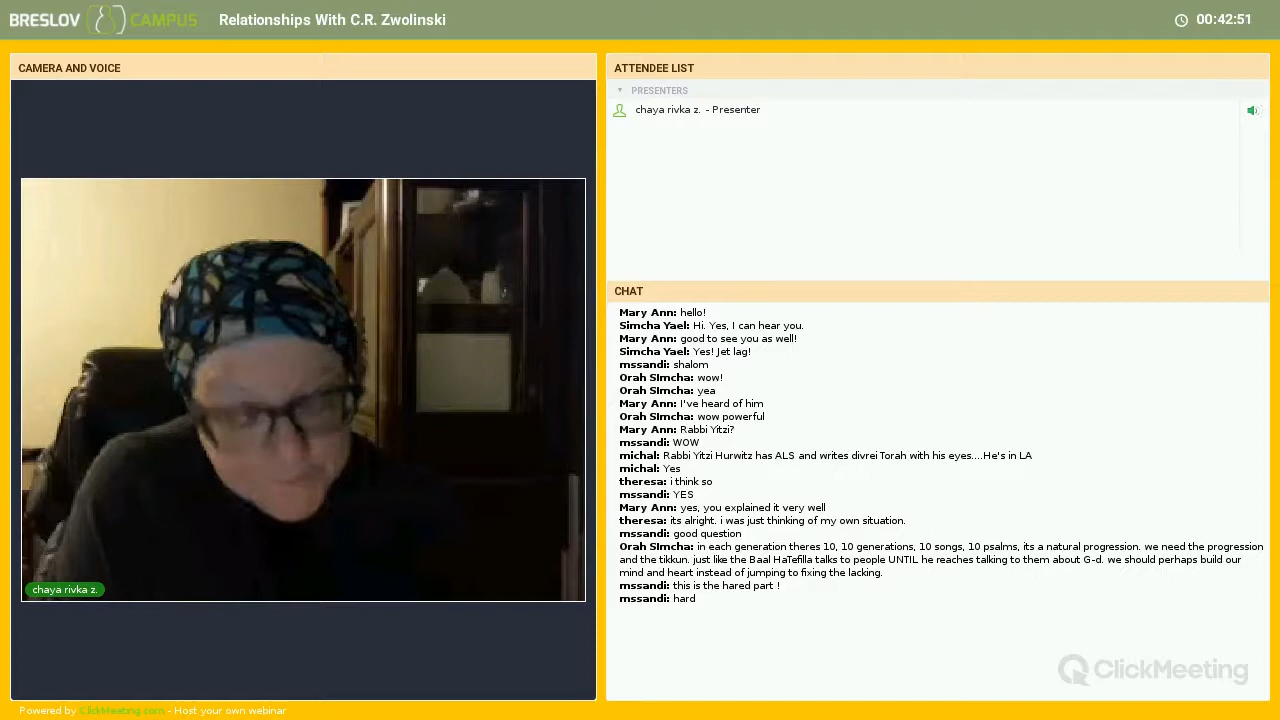 BRESLOV CAMPUS Relationships With C.R. Zwolinski 00:42:51
CAMERA AND VOICE
chaya rivka z.
ATTENDEE LIST
PRESENTERS
chaya rivka z. - Presenter
CHAT
Mary Ann: hello!
Simcha Yael: Hi. Yes, I can hear you.
Mary Ann: good to see you as well!
Simcha Yael: Yes! Jet lag!
mssandi: shalom
Orah SImcha: wow!
Orah SImcha: yea
Mary Ann: I've heard of him
Orah SImcha: wow powerful
Mary Ann: Rabbi Yitzi?
mssandi: WOW
michal: Rabbi Yitzi Hurwitz has ALS and writes divrei Torah with his eyes....He's in LA
michal: Yes
theresa: i think so
mssandi: YES
Mary Ann: yes, you explained it very well
theresa: its alright. i was just thinking of my own situation.
mssandi: good question
Orah SImcha: in each generation theres 10, 10 generations, 10 songs, 10 psalms, its a natural progression. we need the progression
and the tikkun. just like the Baal HaTefilla talks to people UNTIL he reaches talking to them about G-d. we should perhaps build our
mind and heart instead of jumping to fixing the lacking.
mssandi: this is the hared part !
mssandi: hard
ClickMeeting
Powered by ClickMeeting.com - Host your own webinar